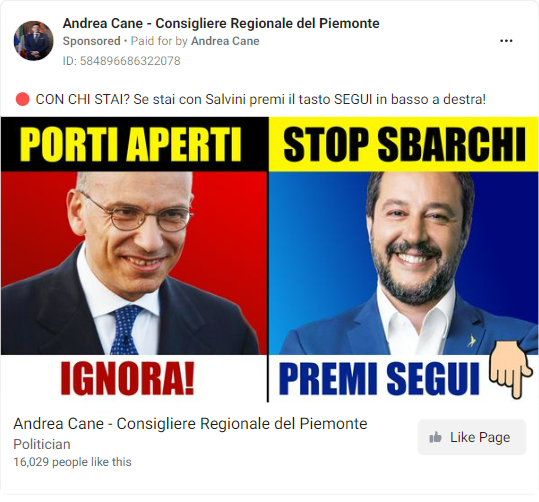 Andrea Cane - Consigliere Regionale del Piemonte
Sponsored • Paid for by Andrea Cane
ID: 584896686322078
🔴 CON CHI STAI? Se stai con Salvini premi il tasto SEGUI in basso a destra!
PORTI APERTI STOP SBARCHI
IGNORA! PREMI SEGUI
Andrea Cane - Consigliere Regionale del Piemonte
Politician
Like Page
16,029 people like this